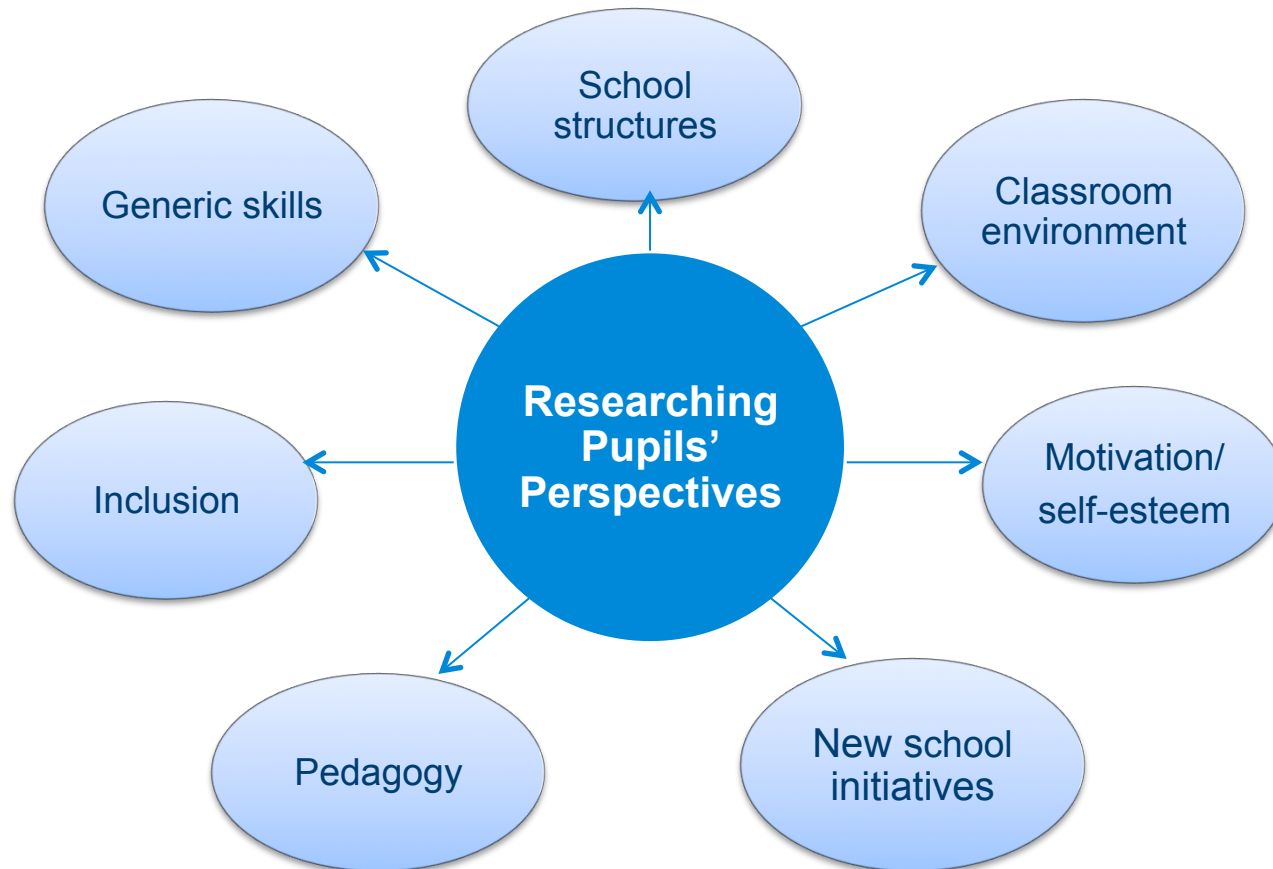 School
structures
Generic skills
Classroom
environment
Researching
Pupils’
Perspectives
Motivation/
self-esteem
Inclusion
Pedagogy
New school
initiatives